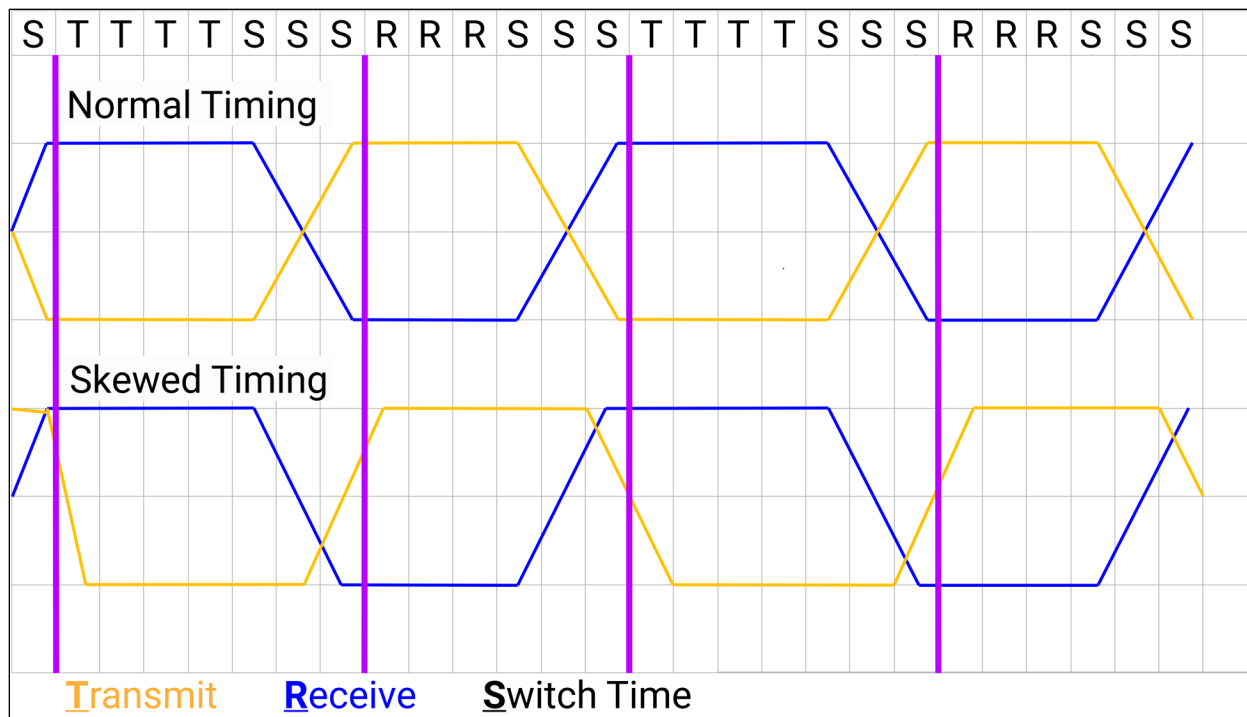 S T T T T S S S R R R S S S T T T T S S S R R R S S S
Normal Timing
Skewed Timing
Transmit Receive Switch Time